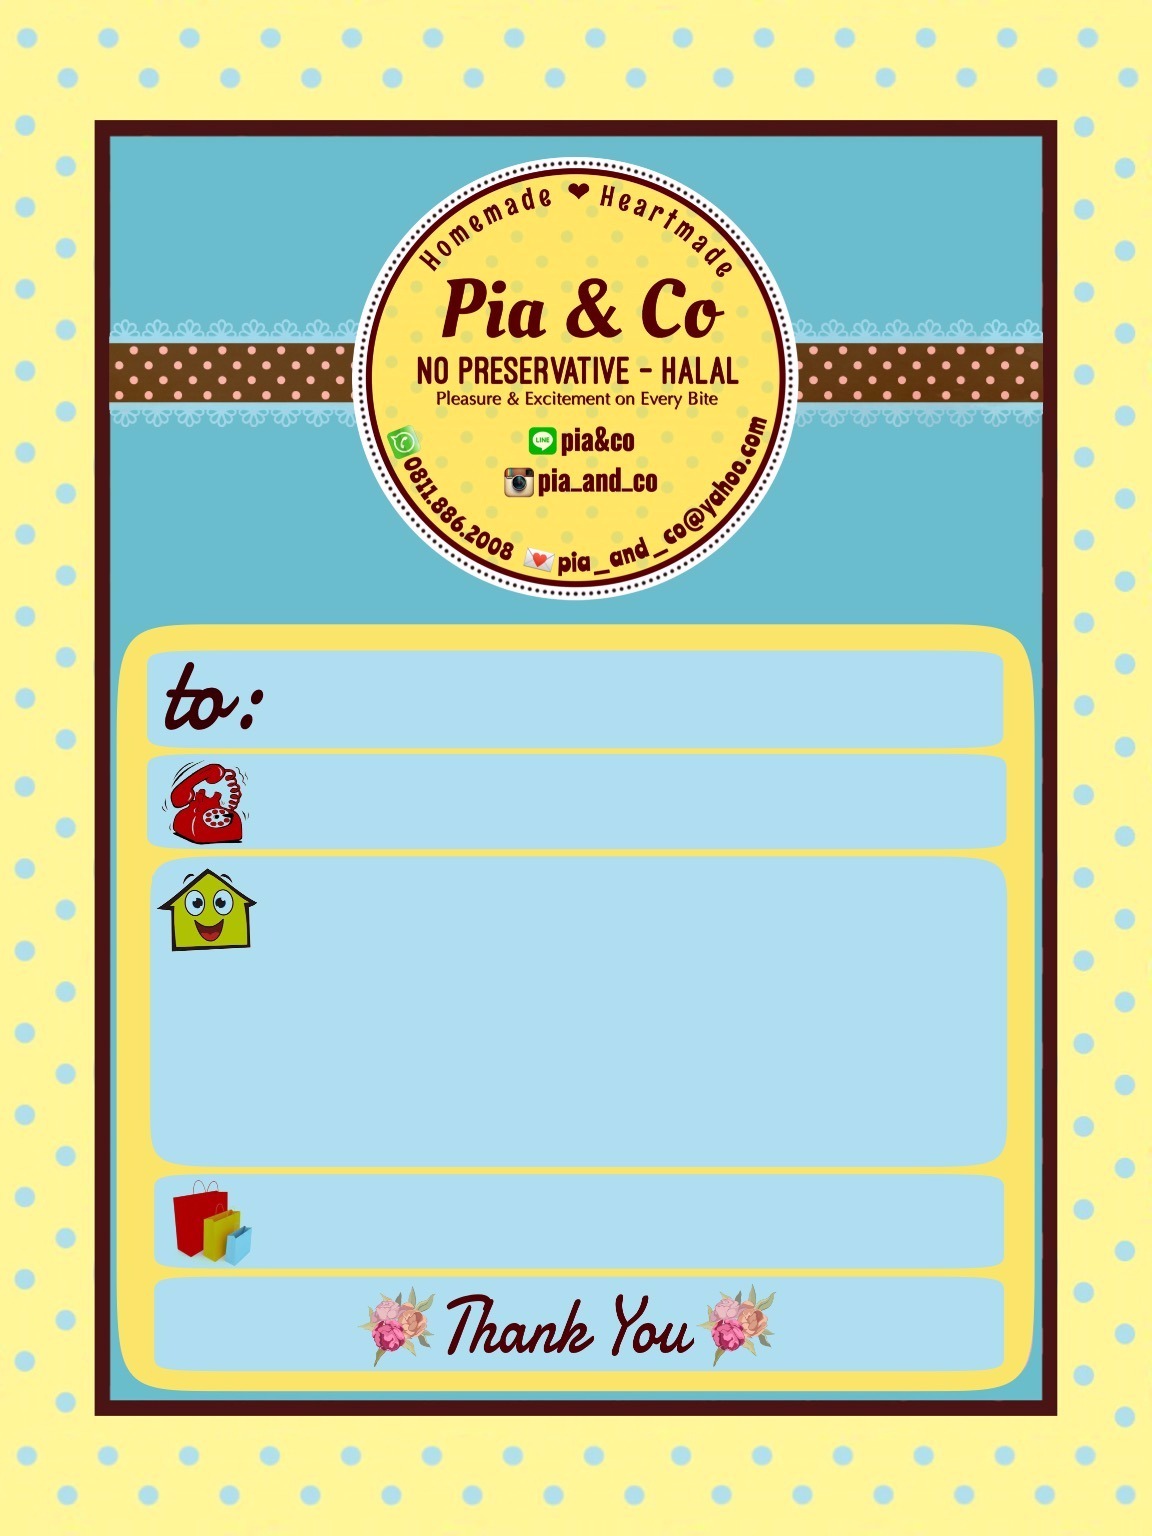 Homemade ❤ Heartmade
Pia & Co
NO PRESERVATIVE - HALAL
Pleasure & Excitement on Every Bite
LINE pia&co
pia_and_co
0811.886.2008
pia_and_co@yahoo.com
to:
Thank You